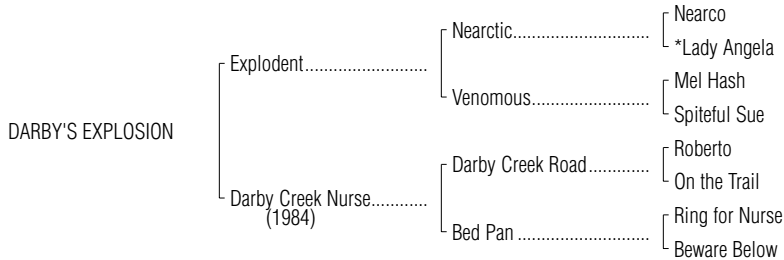 Nearco
Nearctic
*Lady Angela
Explodent
Mel Hash
Venomous
Spiteful Sue
DARBY'S EXPLOSION
Roberto
Darby Creek Road
On the Trail
Darby Creek Nurse
(1984)
Ring for Nurse
Bed Pan
Beware Below